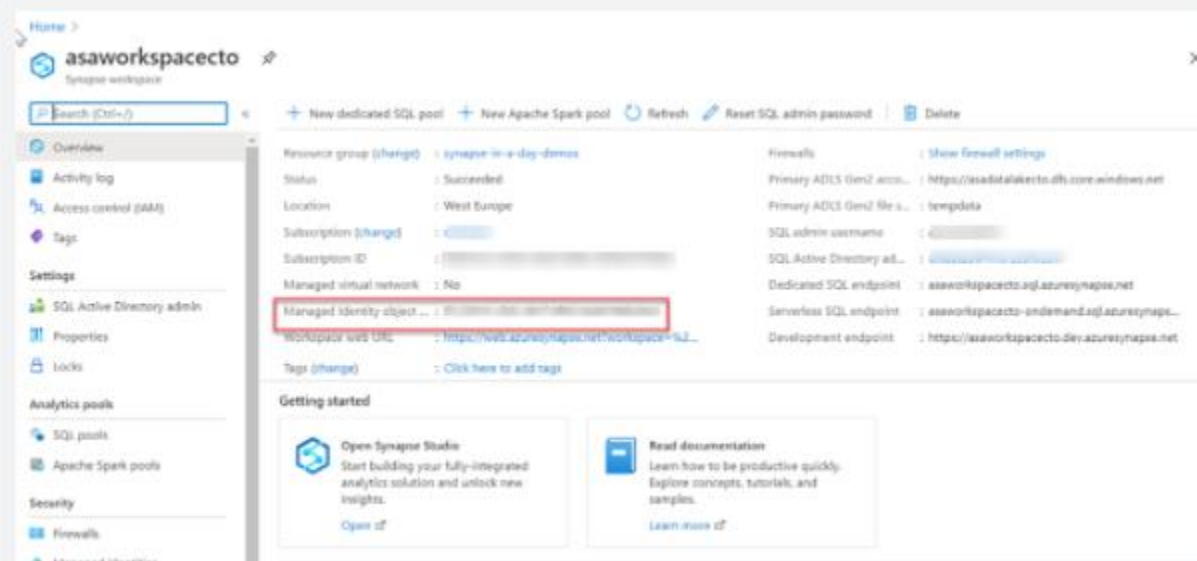 Home >
asaworkspacecto
Synapse workspace
Search (Ctrl+/)
«
New dedicated SQL pool
New Apache Spark pool
Refresh
Reset SQL admin password
Delete
Overview
Activity log
Access control (IAM)
Tags
Settings
SQL Active Directory admin
Properties
Locks
Analytics pools
SQL pools
Apache Spark pools
Security
Firewalls
Resource group (change) : synapse-in-a-day-demos
Status : Succeeded
Location : West Europe
Subscription (change) :
Subscription ID :
Managed virtual network : No
Managed Identity object ... :
Workspace web URL : https://web.azuresynapse.net?workspace=%2...
Tags (change) : Click here to add tags
Firewalls : Show firewall settings
Primary ADLS Gen2 acco... : https://asadatalakecto.dfs.core.windows.net
Primary ADLS Gen2 file s... : tempdata
SQL admin username :
SQL Active Directory ad... :
Dedicated SQL endpoint : asaworkspacecto.sql.azuresynapse.net
Serverless SQL endpoint : asaworkspacecto-ondemand.sql.azuresynaps...
Development endpoint : https://asaworkspacecto.dev.azuresynapse.net
Getting started
Open Synapse Studio
Start building your fully-integrated
analytics solution and unlock new
insights.
Open
Read documentation
Learn how to be productive quickly.
Explore concepts, tutorials, and
samples.
Learn more